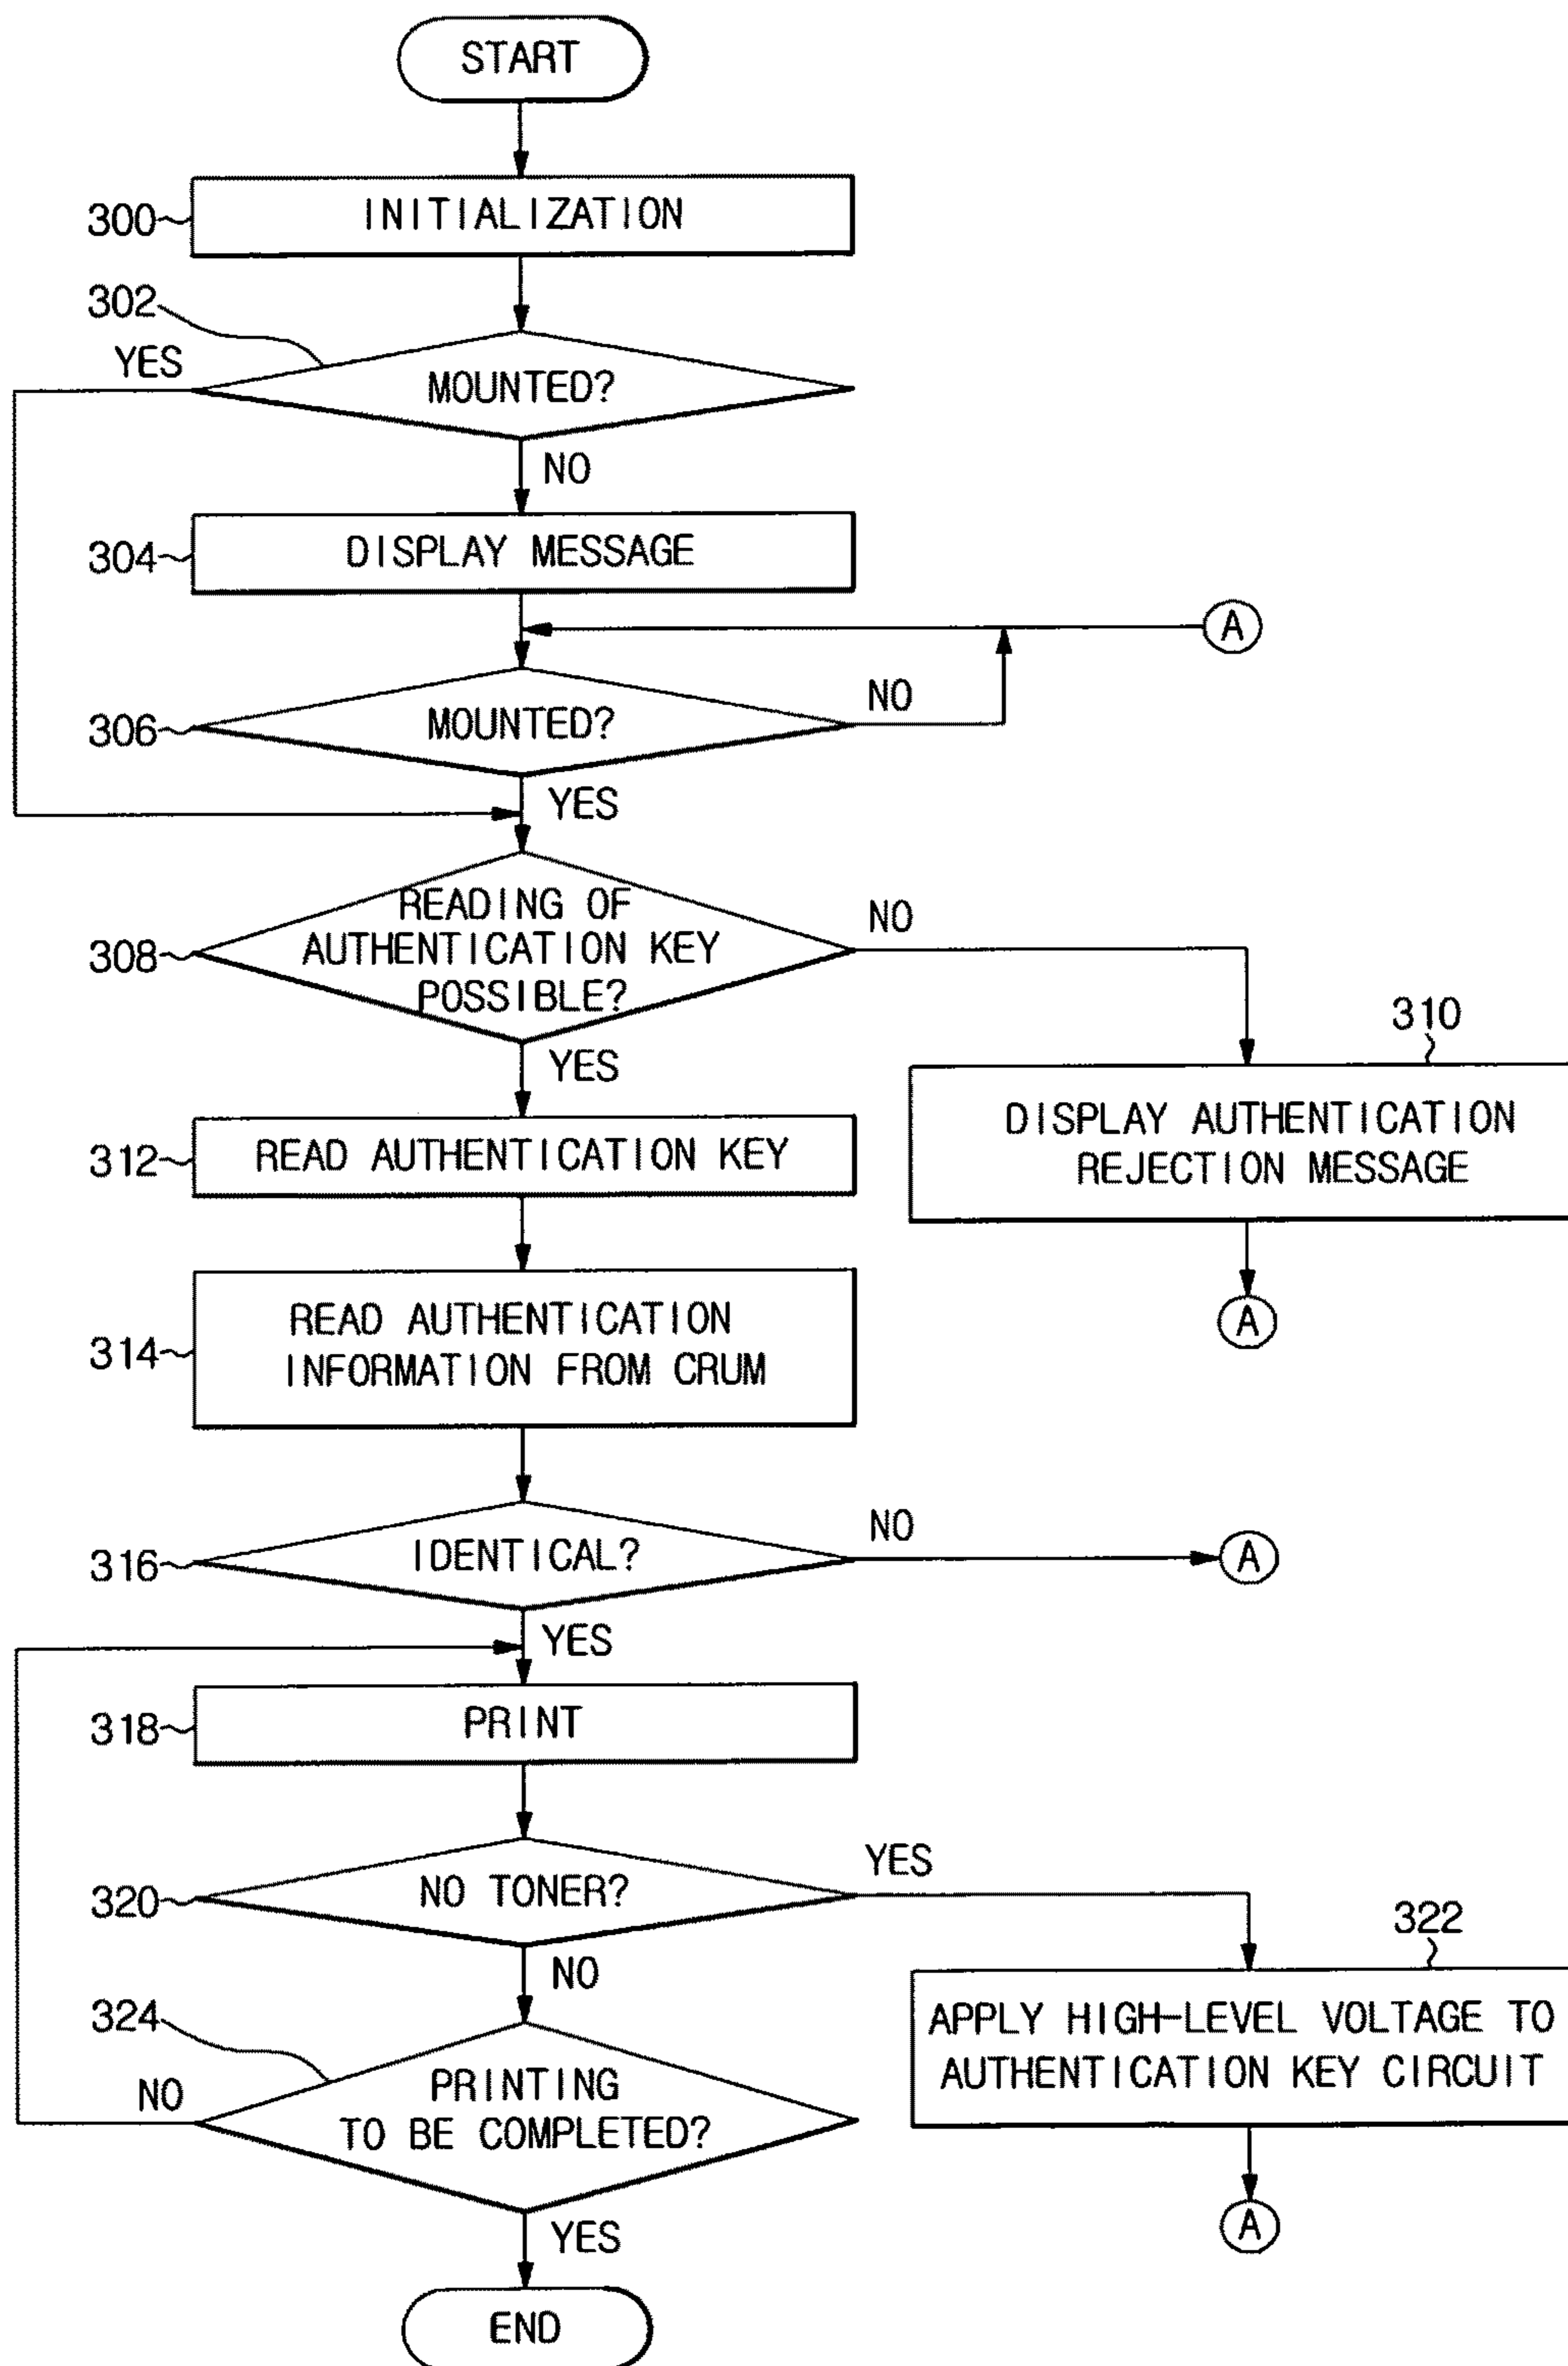 START
300
INITIALIZATION
302
YES
MOUNTED?
NO
304
DISPLAY MESSAGE
A
306
MOUNTED?
NO
YES
308
READING OF
AUTHENTICATION KEY
POSSIBLE?
NO
YES
310
DISPLAY AUTHENTICATION
REJECTION MESSAGE
A
312
READ AUTHENTICATION KEY
314
READ AUTHENTICATION
INFORMATION FROM CRUM
316
IDENTICAL?
NO
A
YES
318
PRINT
320
NO TONER?
YES
NO
322
APPLY HIGH-LEVEL VOLTAGE TO
AUTHENTICATION KEY CIRCUIT
A
324
NO
PRINTING
TO BE COMPLETED?
YES
END